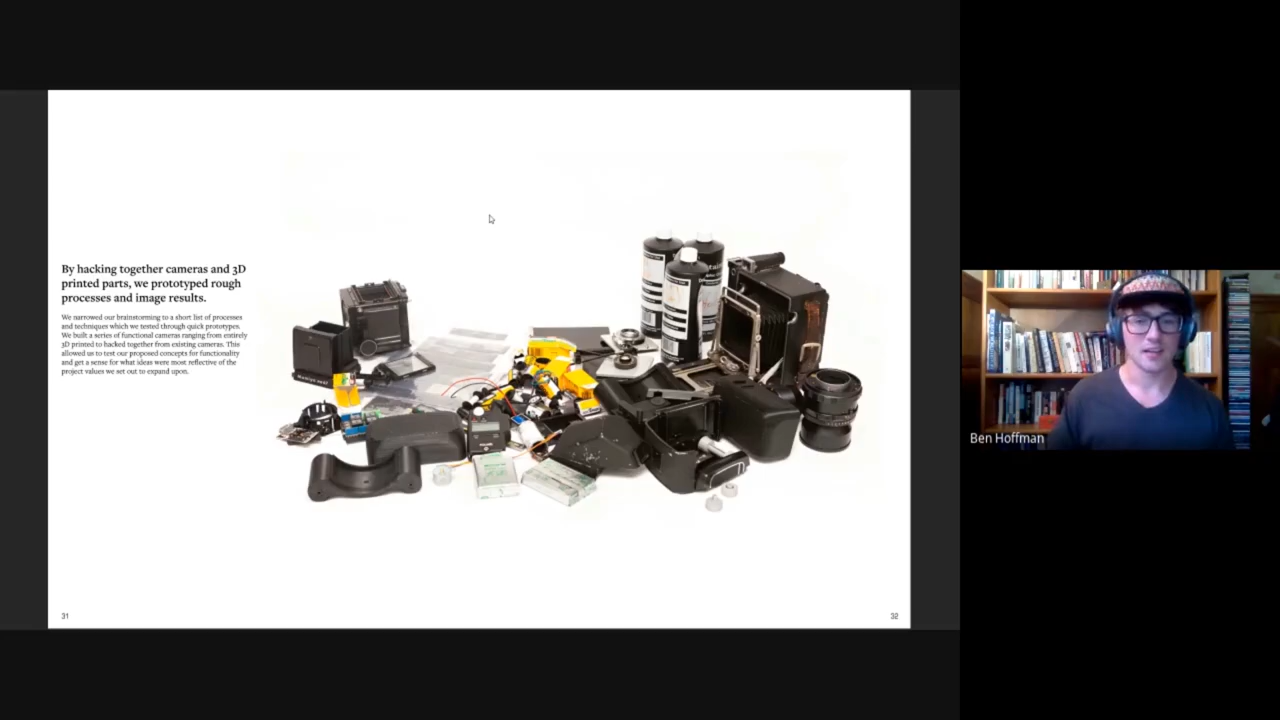 By hacking together cameras and 3D
printed parts, we prototyped rough
processes and image results.
We narrowed our brainstorming to a short list of processes
and techniques which we tested through quick prototypes.
We built a series of functional cameras ranging from entirely
3D printed to hacked together from existing cameras. This
allowed us to test our proposed concepts for functionality
and get a sense for what ideas were most reflective of the
project values we set out to expand upon.
31
32
Ben Hoffman